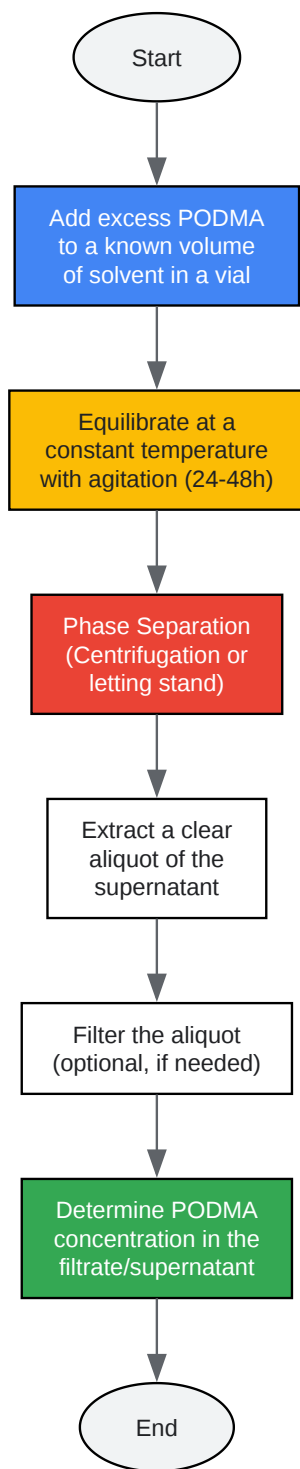 Start
Add excess PODMA
to a known volume
of solvent in a vial
Equilibrate at a
constant temperature
with agitation (24-48h)
Phase Separation
(Centrifugation or
letting stand)
Extract a clear
aliquot of the
supernatant
Filter the aliquot
(optional, if needed)
Determine PODMA
concentration in the
filtrate/supernatant
End